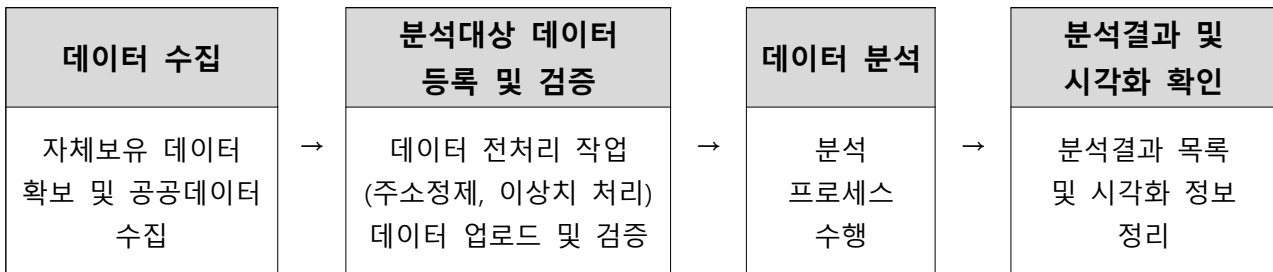 데이터 수집
자체보유 데이터
확보 및 공공데이터
수집
→
분석대상 데이터
등록 및 검증
데이터 전처리 작업
(주소정제, 이상치 처리)
데이터 업로드 및 검증
→
데이터 분석
분석
프로세스
수행
→
분석결과 및
시각화 확인
분석결과 목록
및 시각화 정보
정리